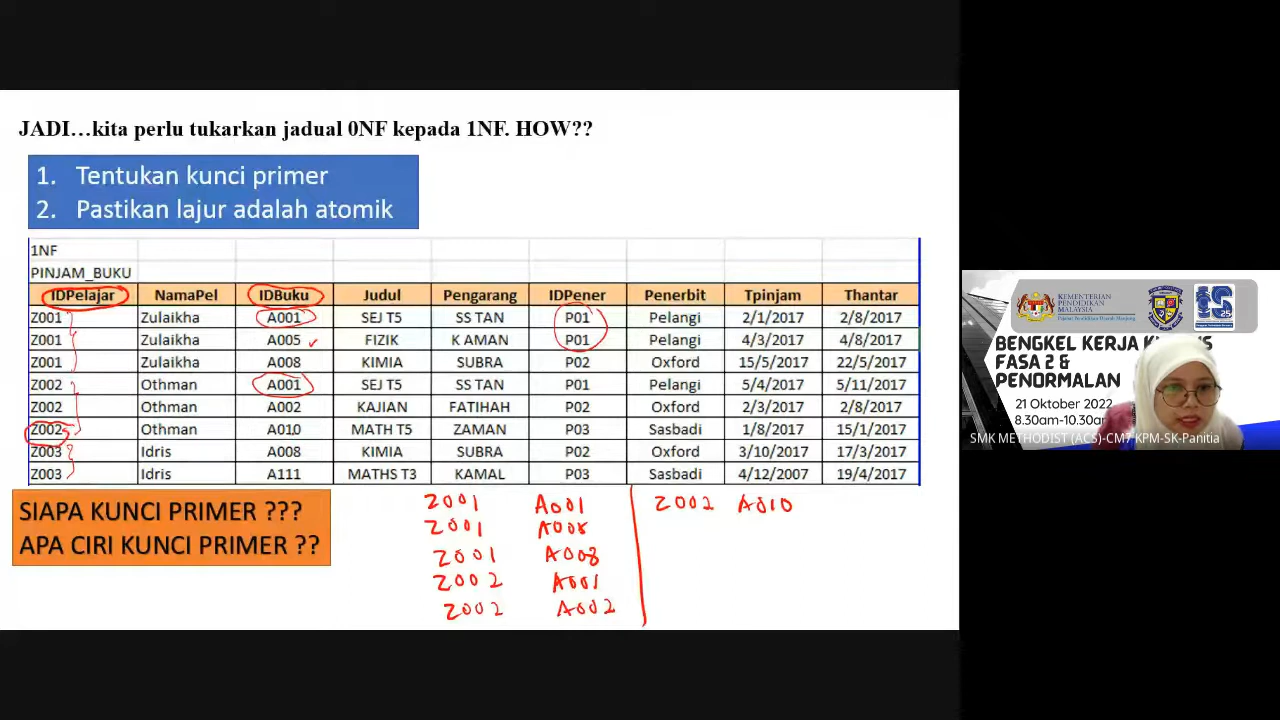 JADI…kita perlu tukarkan jadual 0NF kepada 1NF. HOW??
1. Tentukan kunci primer
2. Pastikan lajur adalah atomik
1NF
PINJAM_BUKU
IDPelajar NamaPel IDBuku Judul Pengarang IDPener Penerbit Tpinjam Thantar
Z001 Zulaikha A001 SEJ T5 SS TAN P01 Pelangi 2/1/2017 2/8/2017
Z001 Zulaikha A005 FIZIK K AMAN P01 Pelangi 4/3/2017 4/8/2017
Z001 Zulaikha A008 KIMIA SUBRA P02 Oxford 15/5/2017 22/5/2017
Z002 Othman A001 SEJ T5 SS TAN P01 Pelangi 5/4/2017 5/11/2017
Z002 Othman A002 KAJIAN FATIHAH P02 Oxford 2/3/2017 2/8/2017
Z002 Othman A010 MATH T5 ZAMAN P03 Sasbadi 1/8/2017 15/1/2017
Z003 Idris A008 KIMIA SUBRA P02 Oxford 3/10/2017 17/3/2017
Z003 Idris A111 MATHS T3 KAMAL P03 Sasbadi 4/12/2007 19/4/2017
SIAPA KUNCI PRIMER ???
APA CIRI KUNCI PRIMER ??
Z001 A001
Z001
Z001 A008
Z002 A001
Z002 A002
Z002 A010
KEMENTERIAN
PENDIDIKAN
MALAYSIA
25
BENGKEL KERJA
FASA 2 &
PENORMALAN
21 Oktober 2022
8.30am-10.30am
SMK METHODIST (ACS)-CM7 KPM-SK-Panitia